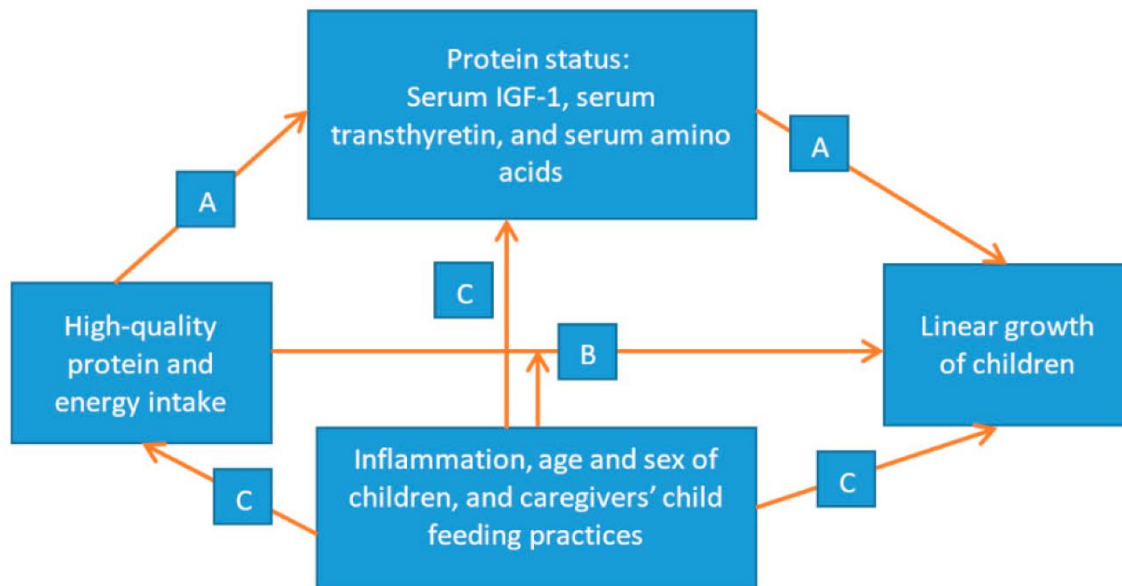 Protein status:
Serum IGF-1, serum
transthyretin, and serum amino
acids
A
A
C
High-quality
protein and
energy intake
B
Linear growth
of children
Inflammation, age and sex of
children, and caregivers’ child
feeding practices
C
C